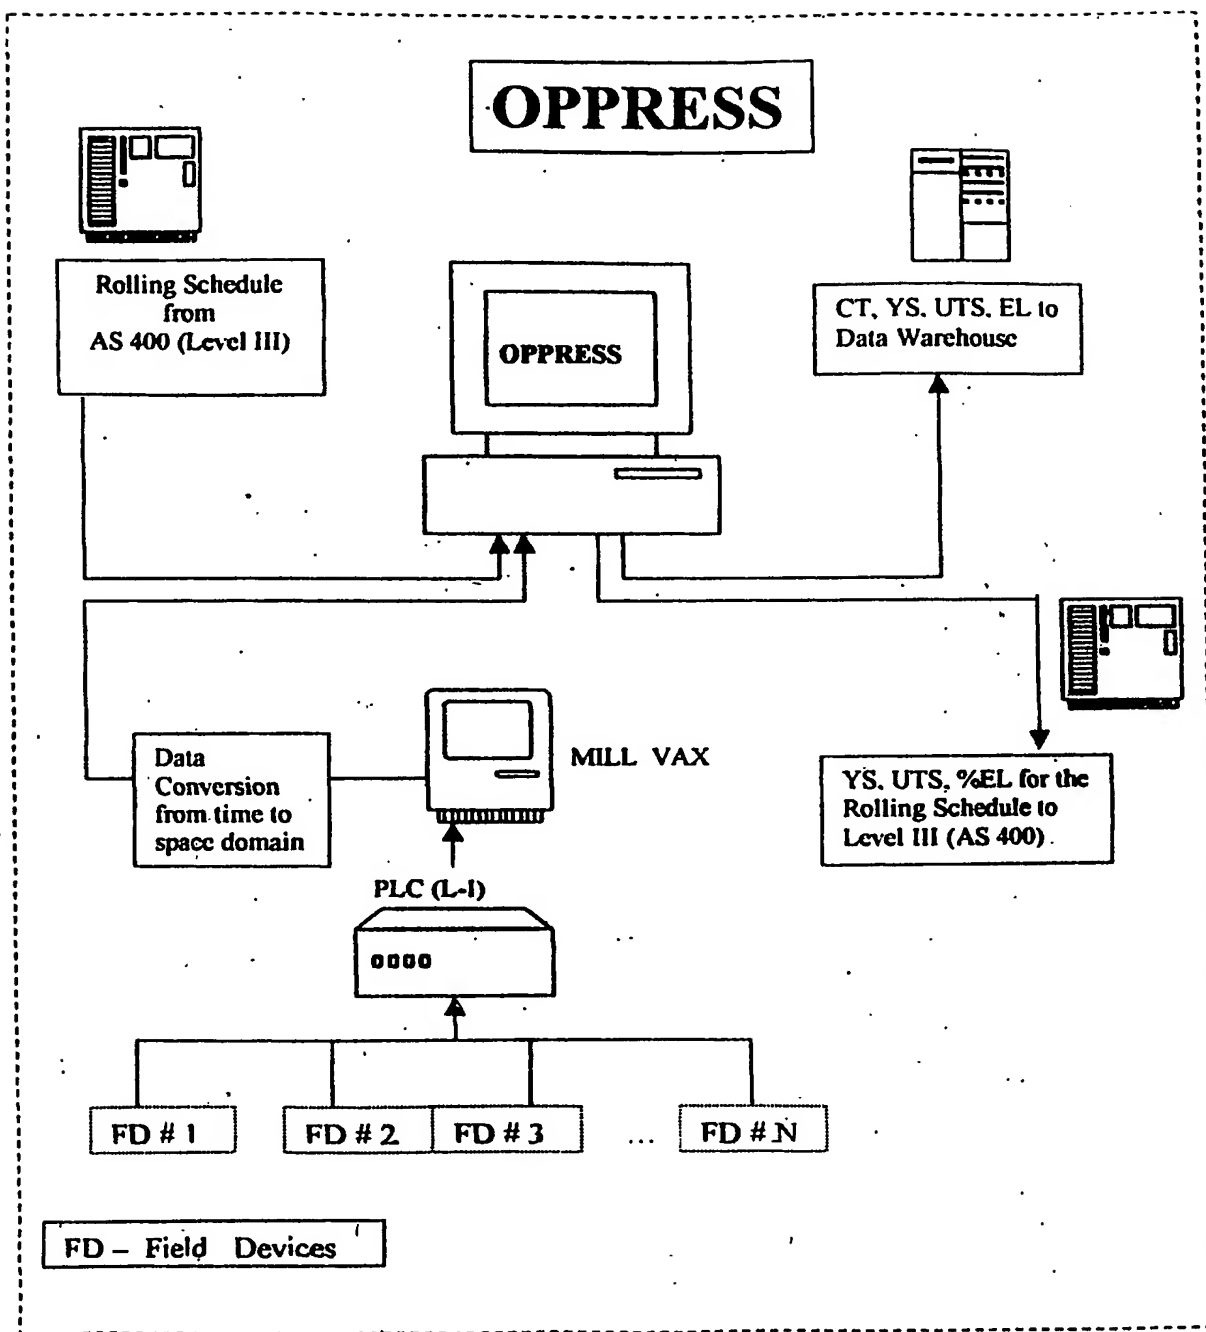 OPPRESS
Rolling Schedule
from
AS 400 (Level III)
OPPRESS
CT, YS, UTS, EL to
Data Warehouse
Data
Conversion
from time to
space domain
MILL VAX
YS, UTS, %EL for the
Rolling Schedule to
Level III (AS 400)
PLC (L-I)
FD # 1
FD # 2
FD # 3
...
FD # N
FD – Field Devices